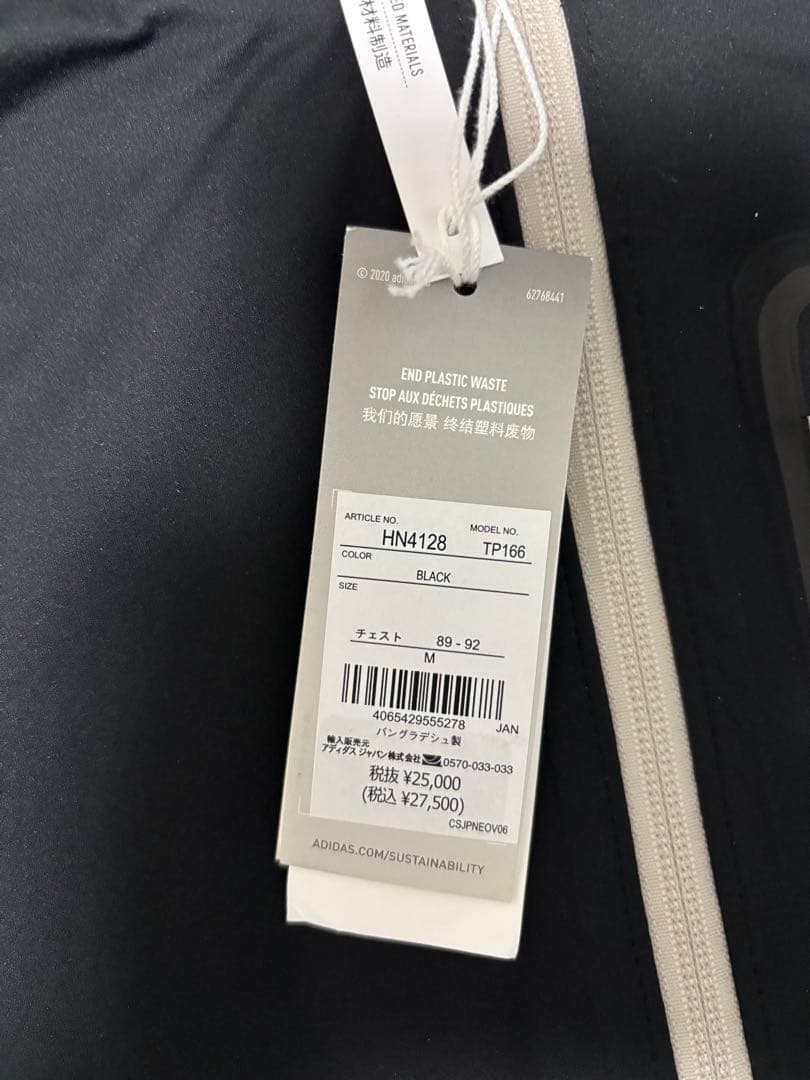 ED MATERIALS
材料制造
© 2020 adi
62768441
END PLASTIC WASTE
STOP AUX DÉCHETS PLASTIQUES
我们的愿景 终结塑料废物
ARTICLE NO. MODEL NO.
HN4128 TP166
COLOR
BLACK
SIZE
チェスト 89 - 92
M
4065429555278 JAN
バングラデシュ製
輸入販売元
アディダス ジャパン株式会社 0570-033-033
税抜 ¥25,000
(税込 ¥27,500)
CSJPNEOV06
ADIDAS.COM/SUSTAINABILITY